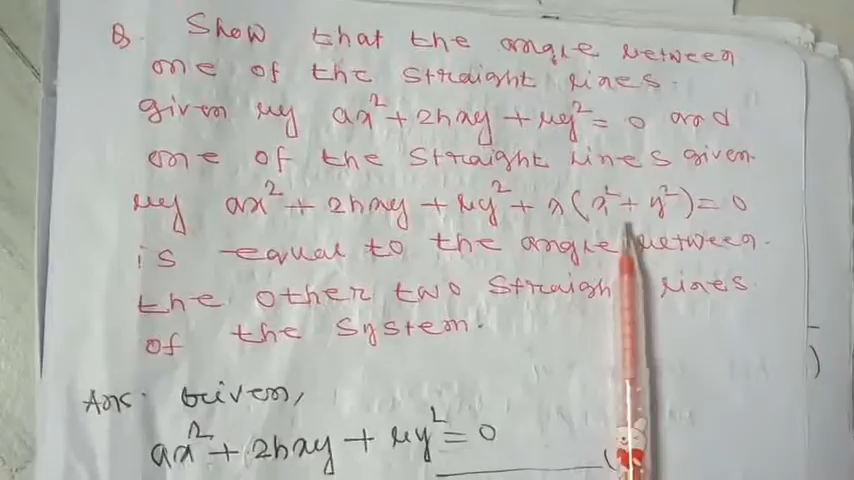 Q. Show that the angle between
one of the straight lines.
given by ax² + 2hxy + by² = 0 and
one of the straight lines given.
by ax² + 2hxy + by² + λ(x² + y²) = 0
is equal to the angle between.
the other two straigh lines.
of the system.
Ans: Given,
ax² + 2hxy + by² = 0 ______(
)